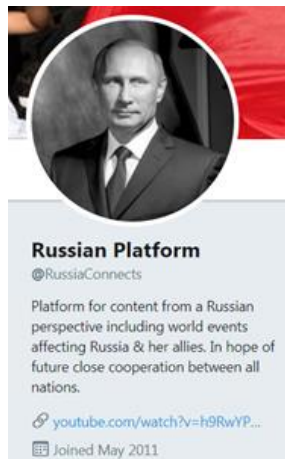 Russian Platform
@RussiaConnects
Platform for content from a Russian
perspective including world events
affecting Russia & her allies. In hope of
future close cooperation between all
nations.
youtube.com/watch?v=h9RwYP...
Joined May 2011